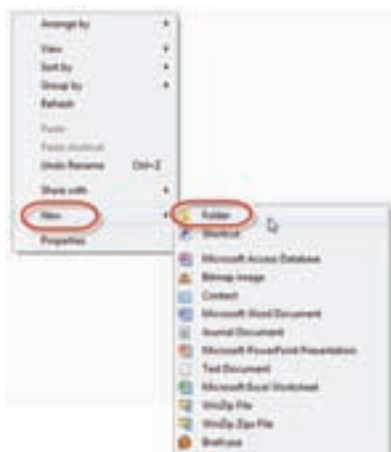 Arrange by
View
Sort by
Group by
Refresh
Paste
Paste shortcut
Undo Rename Ctrl+Z
Share with
New
Properties
Folder
Shortcut
Microsoft Access Database
Bitmap image
Contact
Microsoft Word Document
Journal Document
Microsoft PowerPoint Presentation
Text Document
Microsoft Excel Worksheet
WinZip File
WinZip Zipx File
Briefcase